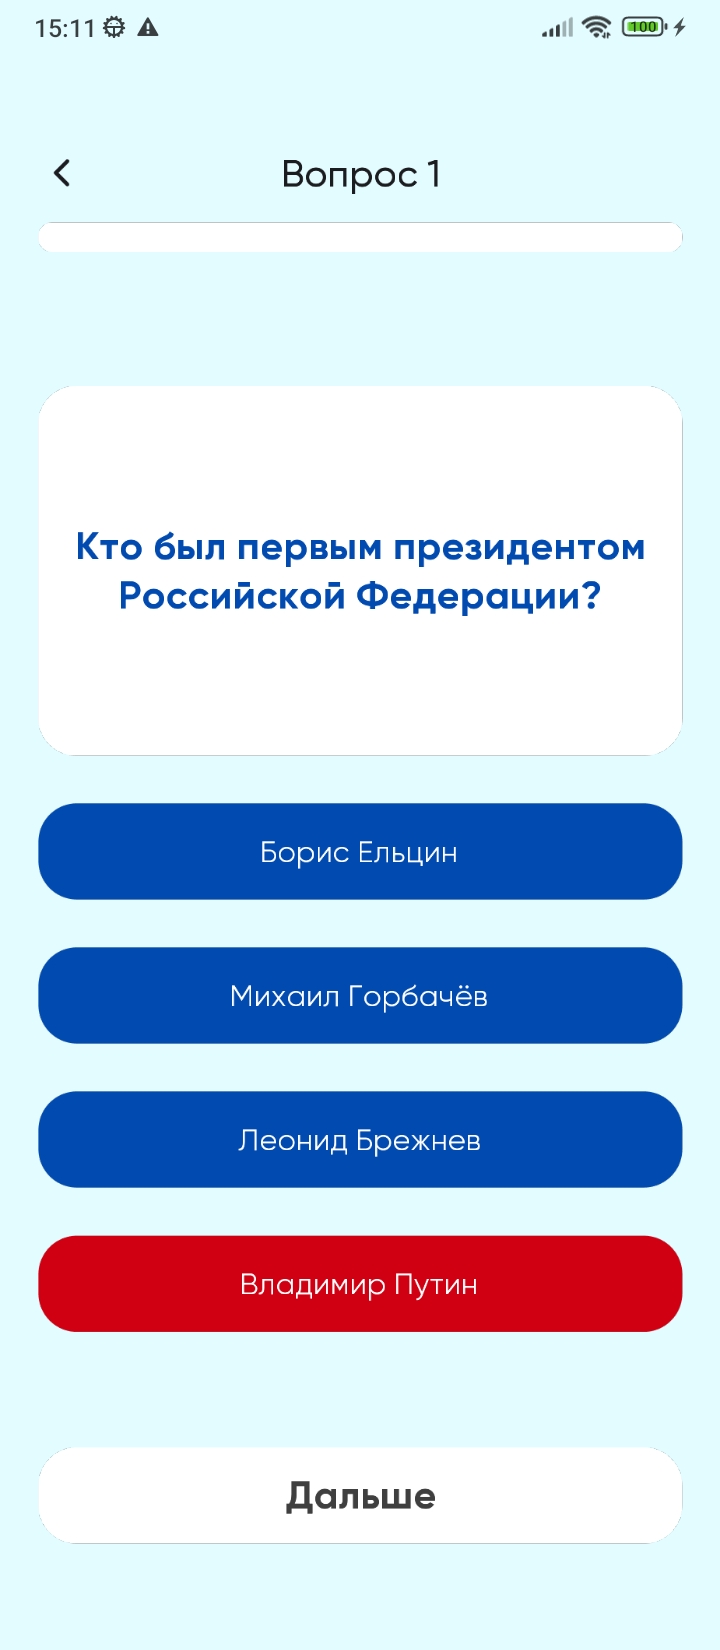 15:11
100
Вопрос 1
Кто был первым президентом
Российской Федерации?
Борис Ельцин
Михаил Горбачёв
Леонид Брежнев
Владимир Путин
Дальше